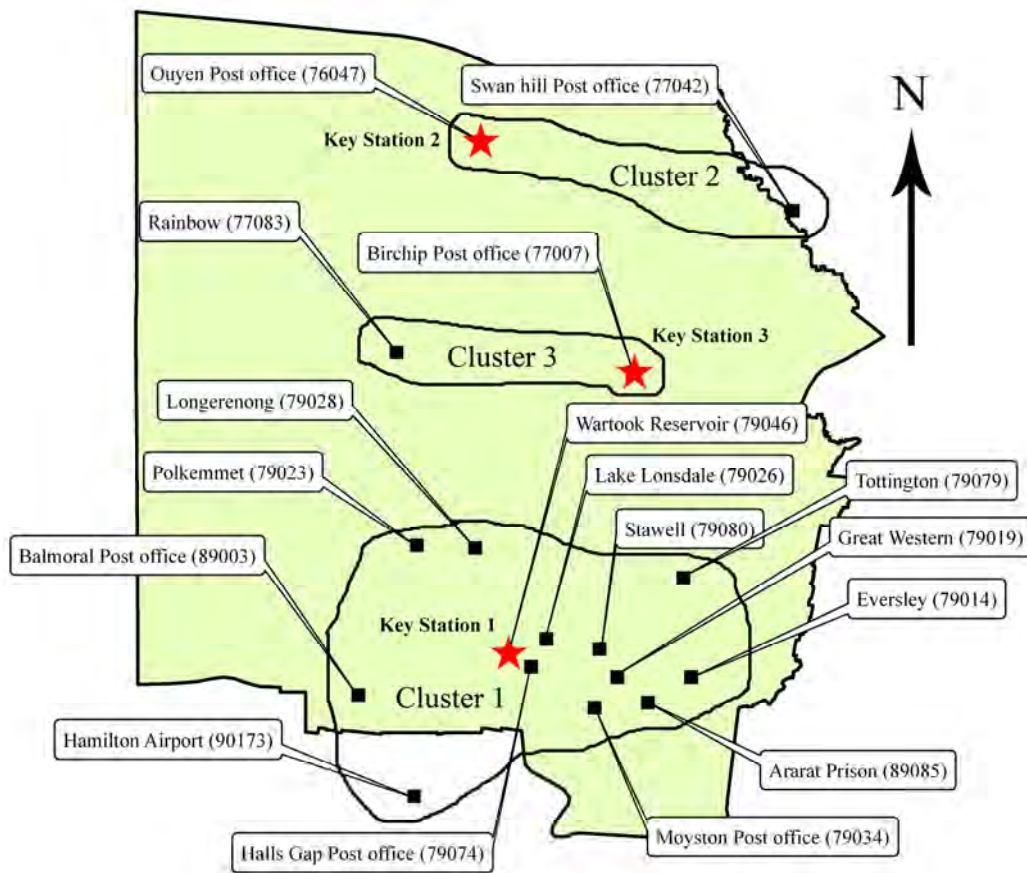 Ouyen Post office (76047)
Swan hill Post office (77042)
N
Key Station 2
Cluster 2
Rainbow (77083)
Birchip Post office (77007)
Key Station 3
Cluster 3
Longerenong (79028)
Wartook Reservoir (79046)
Polkemmet (79023)
Lake Lonsdale (79026)
Tottington (79079)
Stawell (79080)
Great Western (79019)
Balmoral Post office (89003)
Eversley (79014)
Key Station 1
Cluster 1
Hamilton Airport (90173)
Ararat Prison (89085)
Moyston Post office (79034)
Halls Gap Post office (79074)